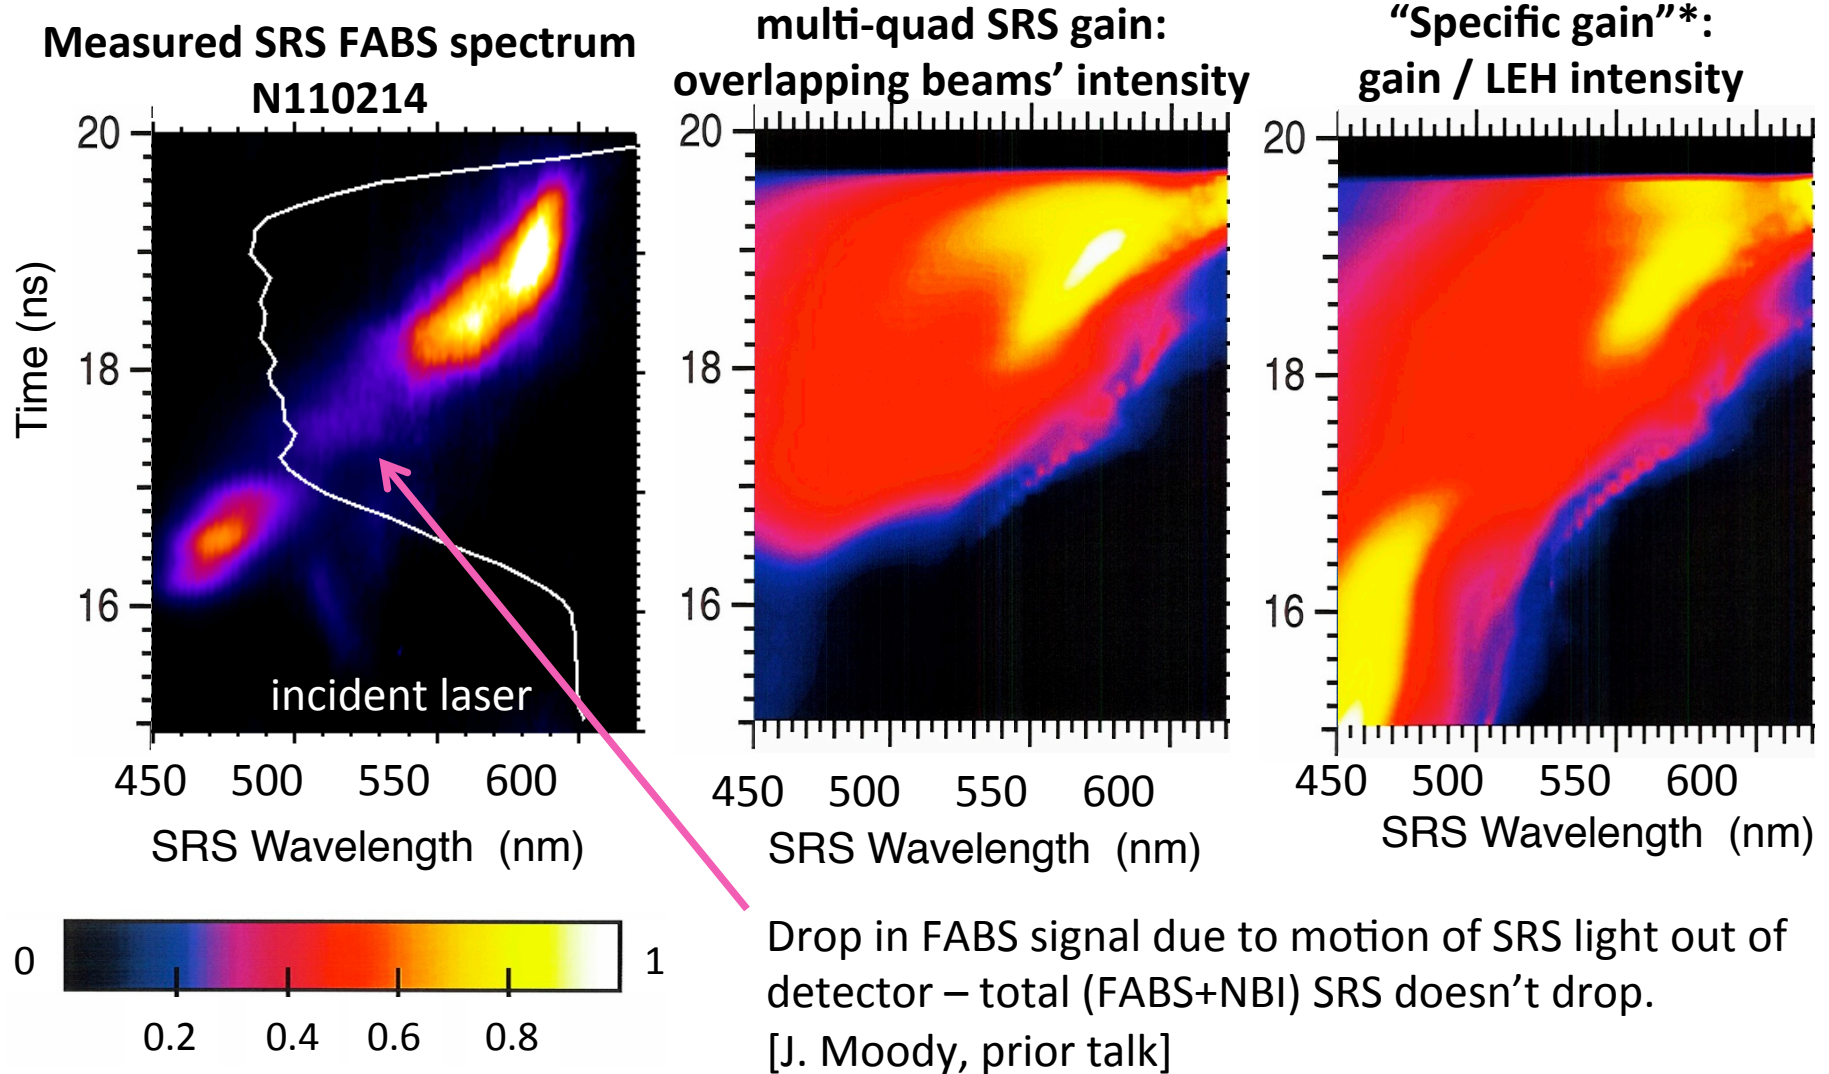 Measured SRS FABS spectrum
N110214
multi-quad SRS gain:
overlapping beams’ intensity
“Specific gain”*:
gain / LEH intensity
20
18
16
Time (ns)
incident laser
450 500 550 600
SRS Wavelength (nm)
20
18
16
450 500 550 600
SRS Wavelength (nm)
20
18
16
450 500 550 600
SRS Wavelength (nm)
0
1
0.2 0.4 0.6 0.8
Drop in FABS signal due to motion of SRS light out of
detector – total (FABS+NBI) SRS doesn’t drop.
[J. Moody, prior talk]